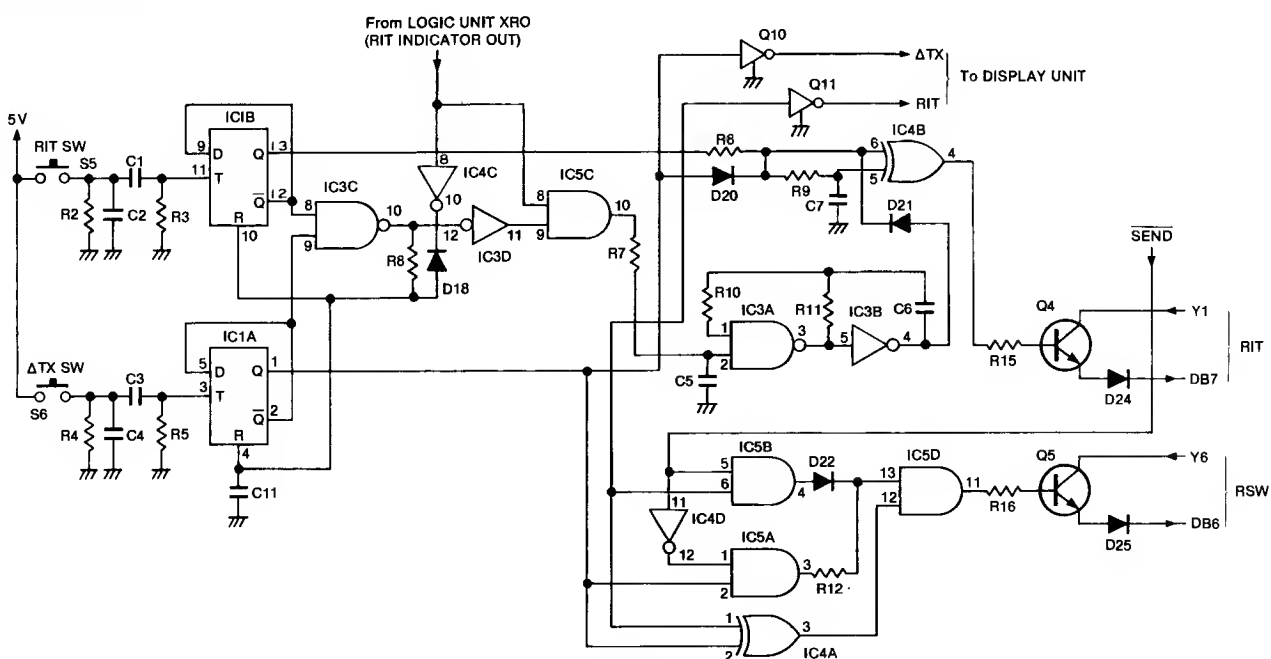 From LOGIC UNIT XRO
(RIT INDICATOR OUT)
Q10
ΔTX
To DISPLAY UNIT
Q11
RIT
5V
RIT SW
S5
C1
R2
C2
R3
IC1B
9 D Q 13
11 T
Q 12
R
10
8
IC4C
10
IC3C
8
9
10
R8
D18
12
IC3D
11
IC5C
8
9
10
R7
R8
D20
R9
C7
IC4B
6
5
4
D21
SEND
R10
IC3A
1
2
3
R11
IC3B
5
4
C6
C5
Q4
R15
Y1
RIT
D24
DB7
ΔTX SW
S6
C3
R4
C4
R5
IC1A
5 D Q 1
3 T
Q 2
R
4
C11
IC5B
5
6
4
D22
IC5D
13
12
11
R16
Q5
Y6
RSW
D25
DB6
11
IC4D
12
IC5A
1
2
3
R12
1
2
3
IC4A